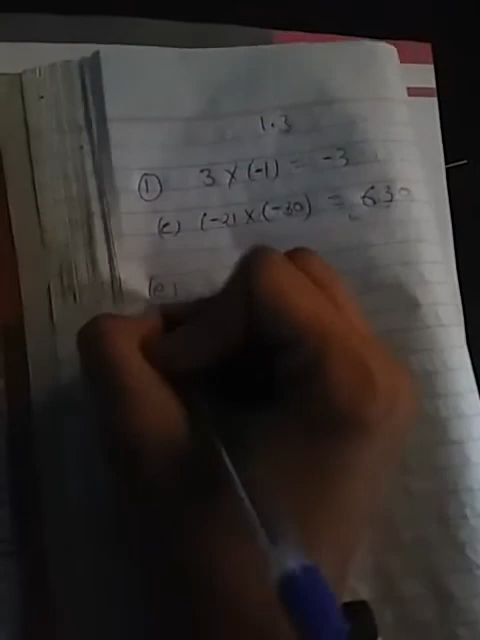 1.3
① 3 × (-1) = -3
(c) (-21 × (-30) = 630
(e)